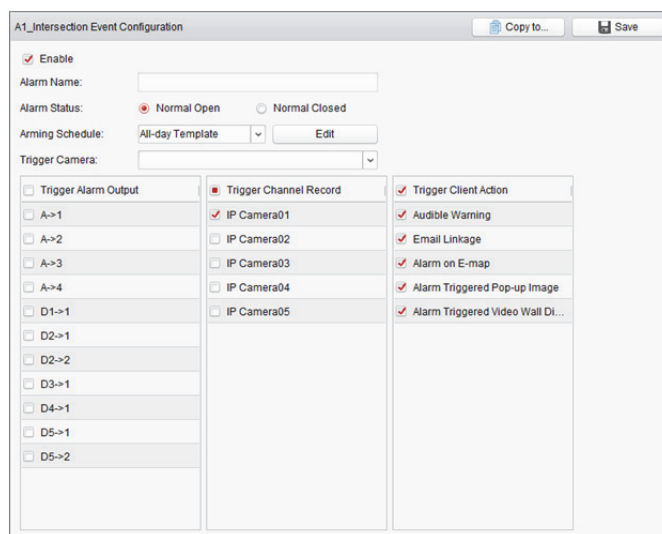 A1_Intersection Event Configuration Copy to... Save
Enable
Alarm Name:
Alarm Status: Normal Open Normal Closed
Arming Schedule: All-day Template Edit
Trigger Camera:
Trigger Alarm Output Trigger Channel Record Trigger Client Action
A->1 IP Camera01 Audible Warning
A->2 IP Camera02 Email Linkage
A->3 IP Camera03 Alarm on E-map
A->4 IP Camera04 Alarm Triggered Pop-up Image
D1->1 IP Camera05 Alarm Triggered Video Wall Di...
D2->1
D2->2
D3->1
D4->1
D5->1
D5->2